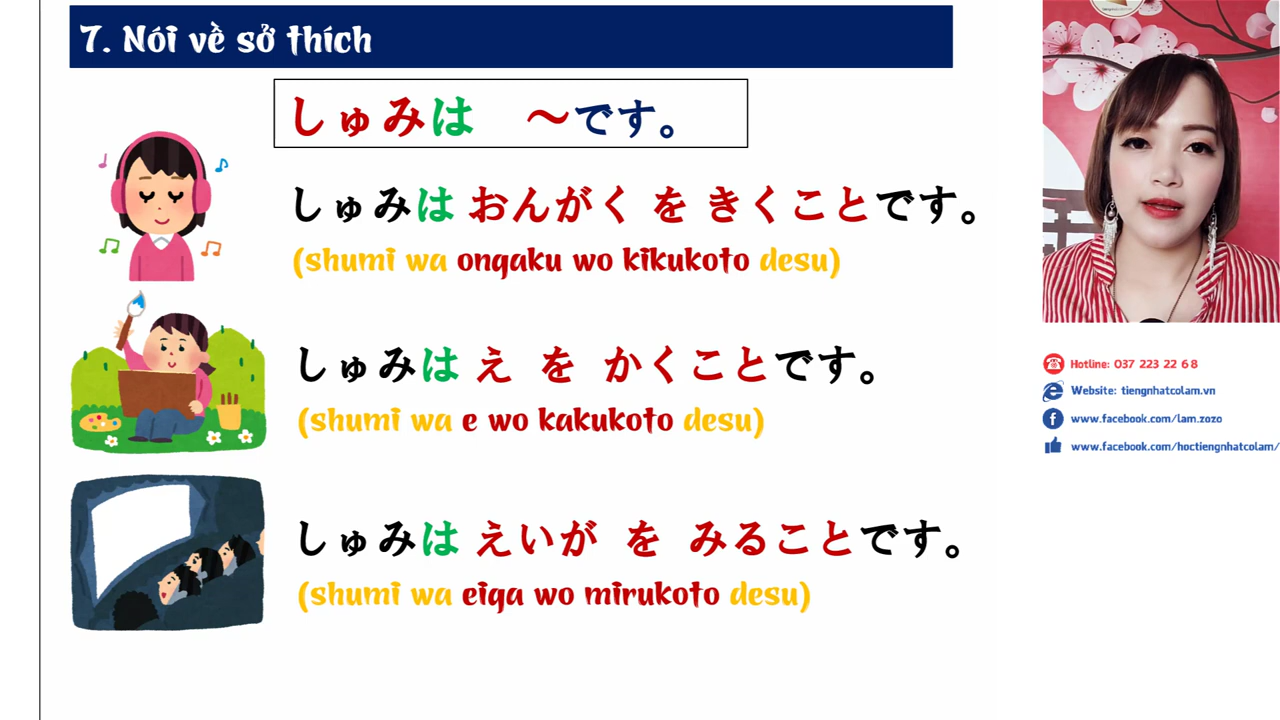 7. Nói về sở thích
しゅみは ～です。
しゅみは おんがく を きくことです。
(shumi wa ongaku wo kikukoto desu)
しゅみは え を かくことです。
(shumi wa e wo kakukoto desu)
しゅみは えいが を みることです。
(shumi wa eiga wo mirukoto desu)
Hotline: 037 223 22 68
Website: tiengnhatcolam.vn
www.facebook.com/lam.zozo
www.facebook.com/hoctiengnhatcolam/